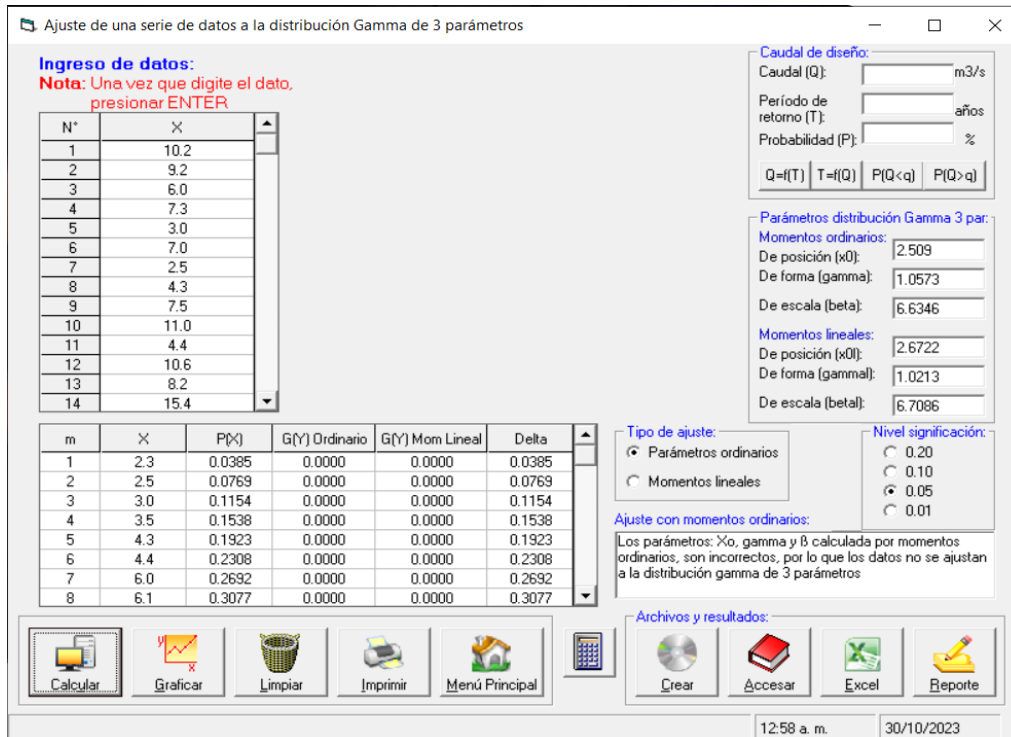 Ajuste de una serie de datos a la distribución Gamma de 3 parámetros
Ingreso de datos:
Nota: Una vez que digite el dato,
presionar ENTER
N° X
1 10.2
2 9.2
3 6.0
4 7.3
5 3.0
6 7.0
7 2.5
8 4.3
9 7.5
10 11.0
11 4.4
12 10.6
13 8.2
14 15.4
Caudal de diseño:
Caudal (Q): m3/s
Período de
retorno (T): años
Probabilidad (P): %
Q=f(T) T=f(Q) P(Q<q) P(Q>q)
Parámetros distribución Gamma 3 par:
Momentos ordinarios:
De posición (x0): 2.509
De forma (gamma): 1.0573
De escala (beta): 6.6346
Momentos lineales:
De posición (x0l): 2.6722
De forma (gammal): 1.0213
De escala (betal): 6.7086
m X P(X) G(Y) Ordinario G(Y) Mom Lineal Delta
1 2.3 0.0385 0.0000 0.0000 0.0385
2 2.5 0.0769 0.0000 0.0000 0.0769
3 3.0 0.1154 0.0000 0.0000 0.1154
4 3.5 0.1538 0.0000 0.0000 0.1538
5 4.3 0.1923 0.0000 0.0000 0.1923
6 4.4 0.2308 0.0000 0.0000 0.2308
7 6.0 0.2692 0.0000 0.0000 0.2692
8 6.1 0.3077 0.0000 0.0000 0.3077
Tipo de ajuste:
Parámetros ordinarios
Momentos lineales
Nivel significación:
0.20
0.10
0.05
0.01
Ajuste con momentos ordinarios:
Los parámetros: Xo, gamma y ß calculada por momentos
ordinarios, son incorrectos, por lo que los datos no se ajustan
a la distribución gamma de 3 parámetros
Calcular Graficar Limpiar Imprimir Menú Principal
Archivos y resultados:
Crear Accesar Excel Reporte
12:58 a. m. 30/10/2023